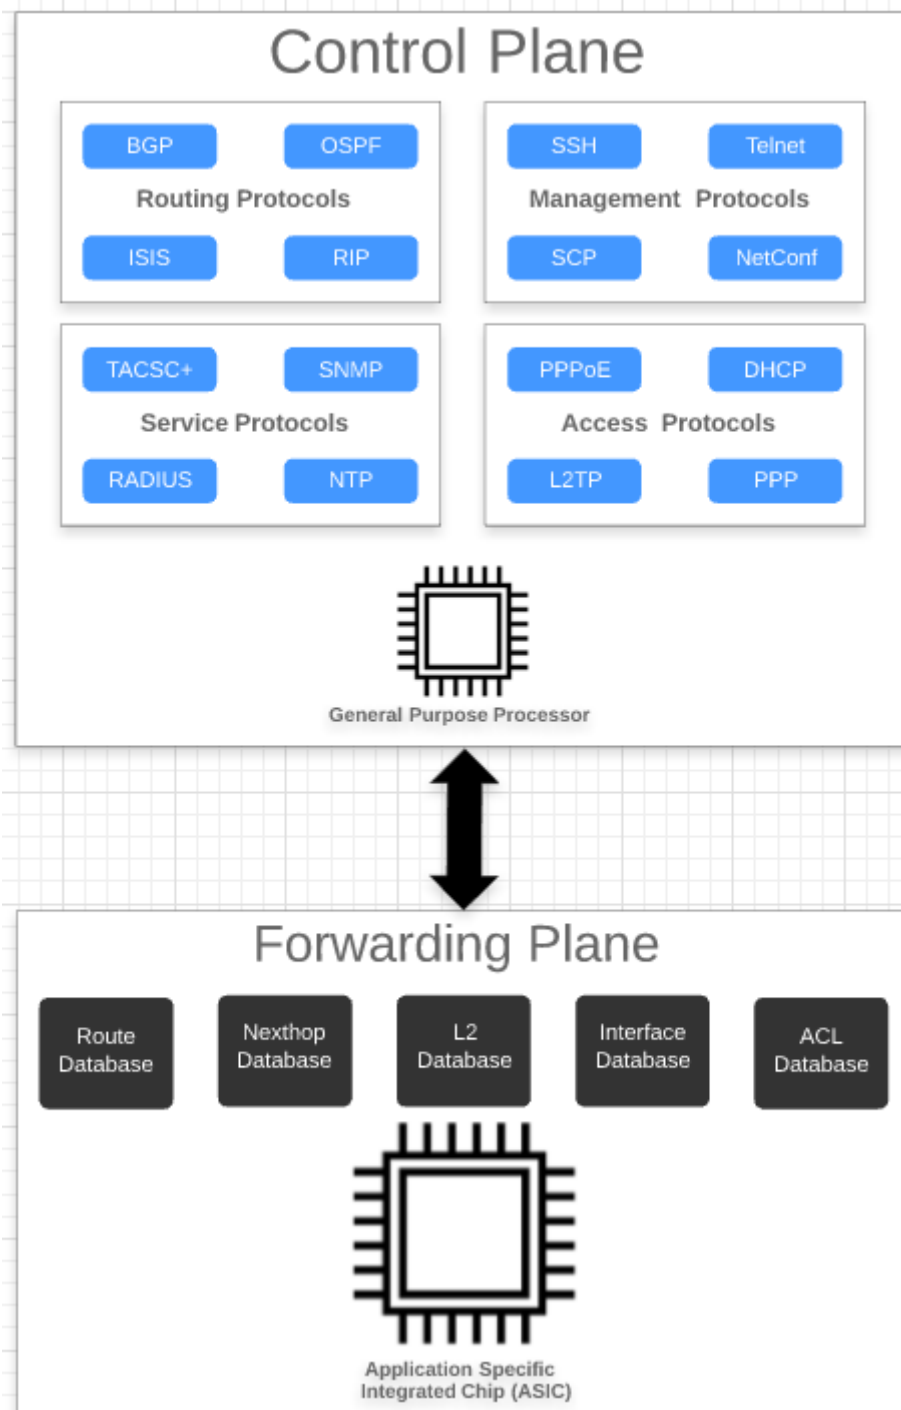 Control Plane
BGP
OSPF
Routing Protocols
ISIS
RIP
SSH
Telnet
Management Protocols
SCP
NetConf
TACSC+
SNMP
Service Protocols
RADIUS
NTP
PPPoE
DHCP
Access Protocols
L2TP
PPP
General Purpose Processor
Forwarding Plane
Route
Database
Nexthop
Database
L2
Database
Interface
Database
ACL
Database
Application Specific
Integrated Chip (ASIC)